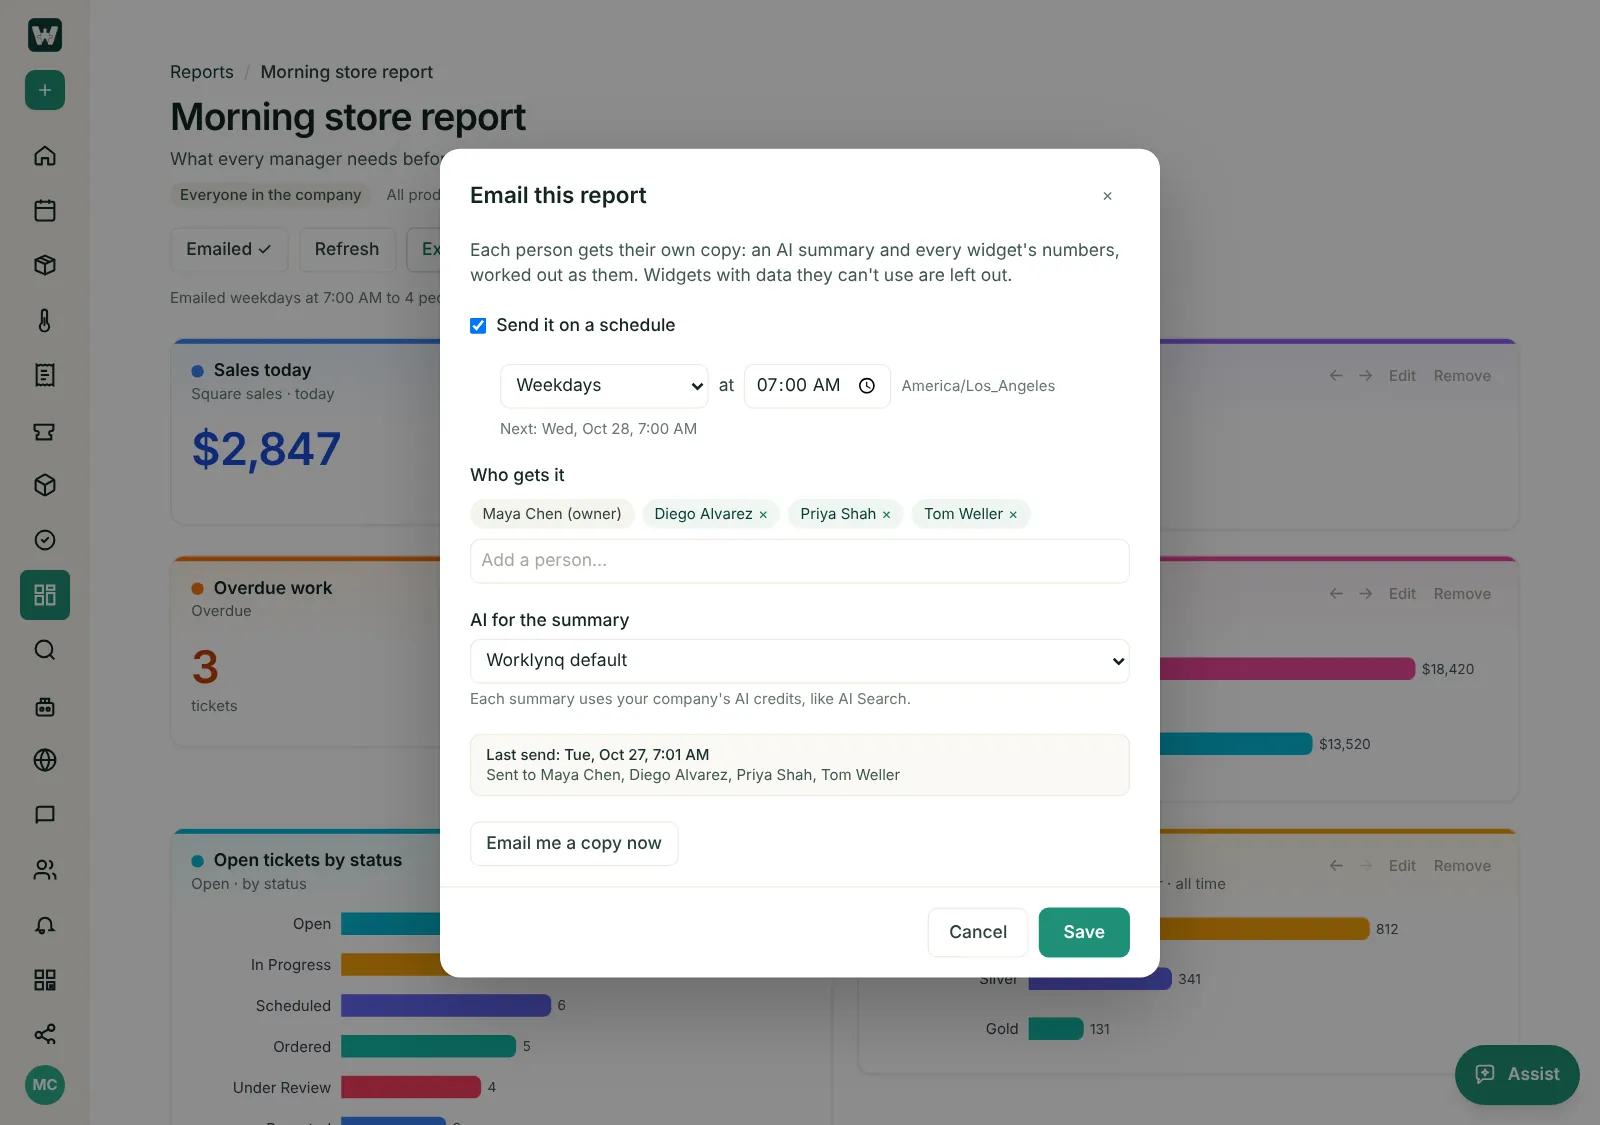 W
+
Reports / Morning store report
Morning store report
What every manager needs befo
Everyone in the company All prod
Emailed ✓ Refresh Ex
Emailed weekdays at 7:00 AM to 4 pe
Sales today
Square sales · today
$2,847
← → Edit Remove
Overdue work
Overdue
3
tickets
← → Edit Remove
$18,420
$13,520
Open tickets by status
Open · by status
Open
In Progress
Scheduled 6
Ordered 5
Under Review 4
← → Edit Remove
· all time
812
Silver 341
Gold 131
MC
Assist
Email this report ×
Each person gets their own copy: an AI summary and every widget's numbers,
worked out as them. Widgets with data they can't use are left out.
Send it on a schedule
Weekdays at 07:00 AM America/Los_Angeles
Next: Wed, Oct 28, 7:00 AM
Who gets it
Maya Chen (owner) Diego Alvarez × Priya Shah × Tom Weller ×
Add a person...
AI for the summary
Worklynq default
Each summary uses your company's AI credits, like AI Search.
Last send: Tue, Oct 27, 7:01 AM
Sent to Maya Chen, Diego Alvarez, Priya Shah, Tom Weller
Email me a copy now
Cancel Save